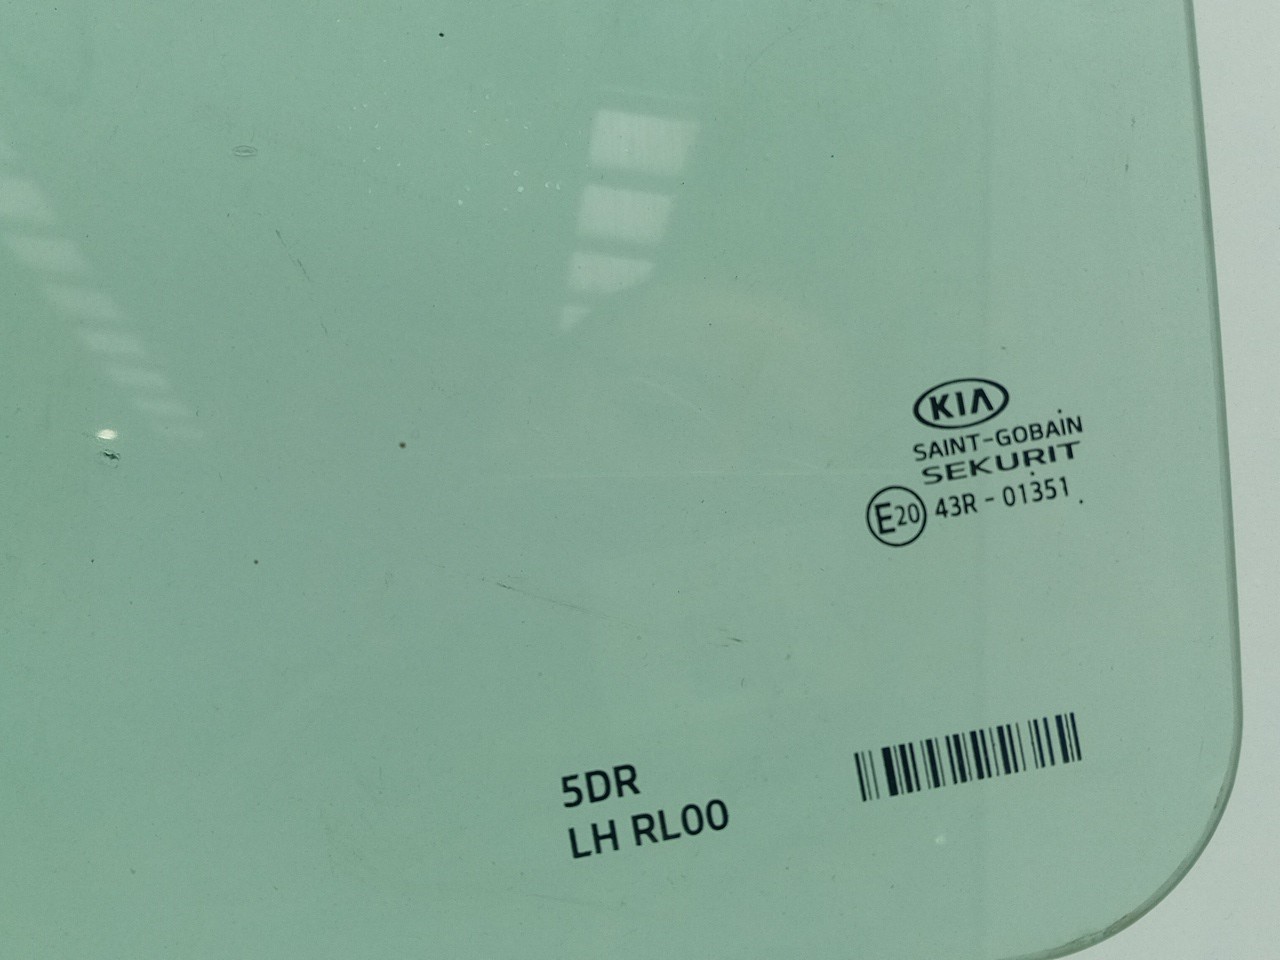 KIA
SAINT-GOBAIN
SEKURIT
E20 43R - 01351
5DR
LH RL00